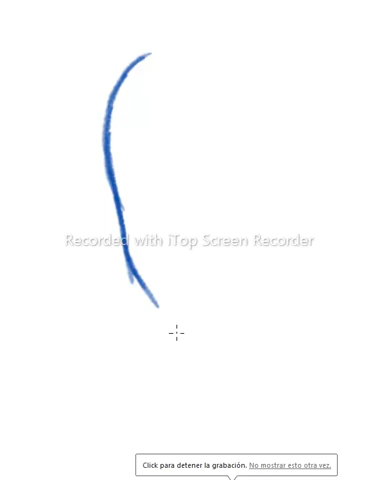 Recorded with iTop Screen Recorder
Click para detener la grabación. No mostrar esto otra vez.